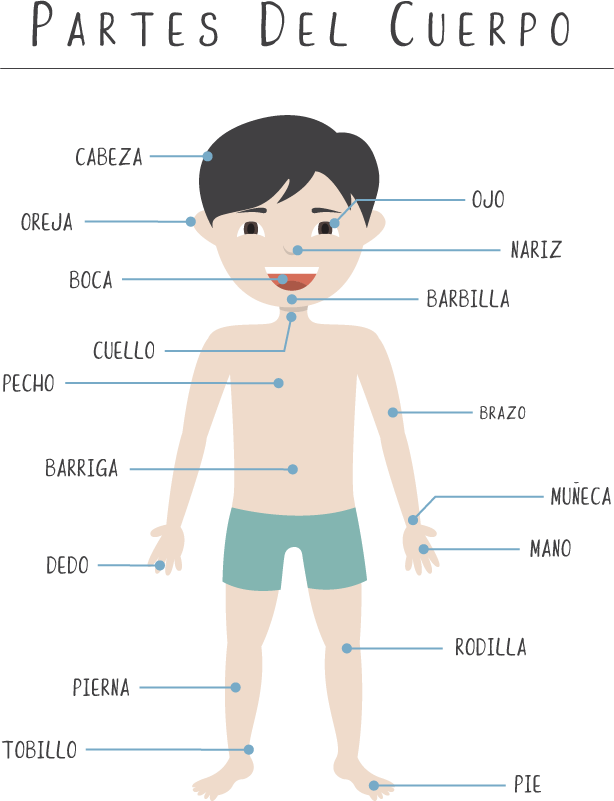 PARTES DEL CUERPO
CABEZA
OJO
OREJA
NARIZ
BOCA
BARBILLA
CUELLO
PECHO
BRAZO
BARRIGA
MUÑECA
MANO
DEDO
RODILLA
PIERNA
TOBILLO
PIE